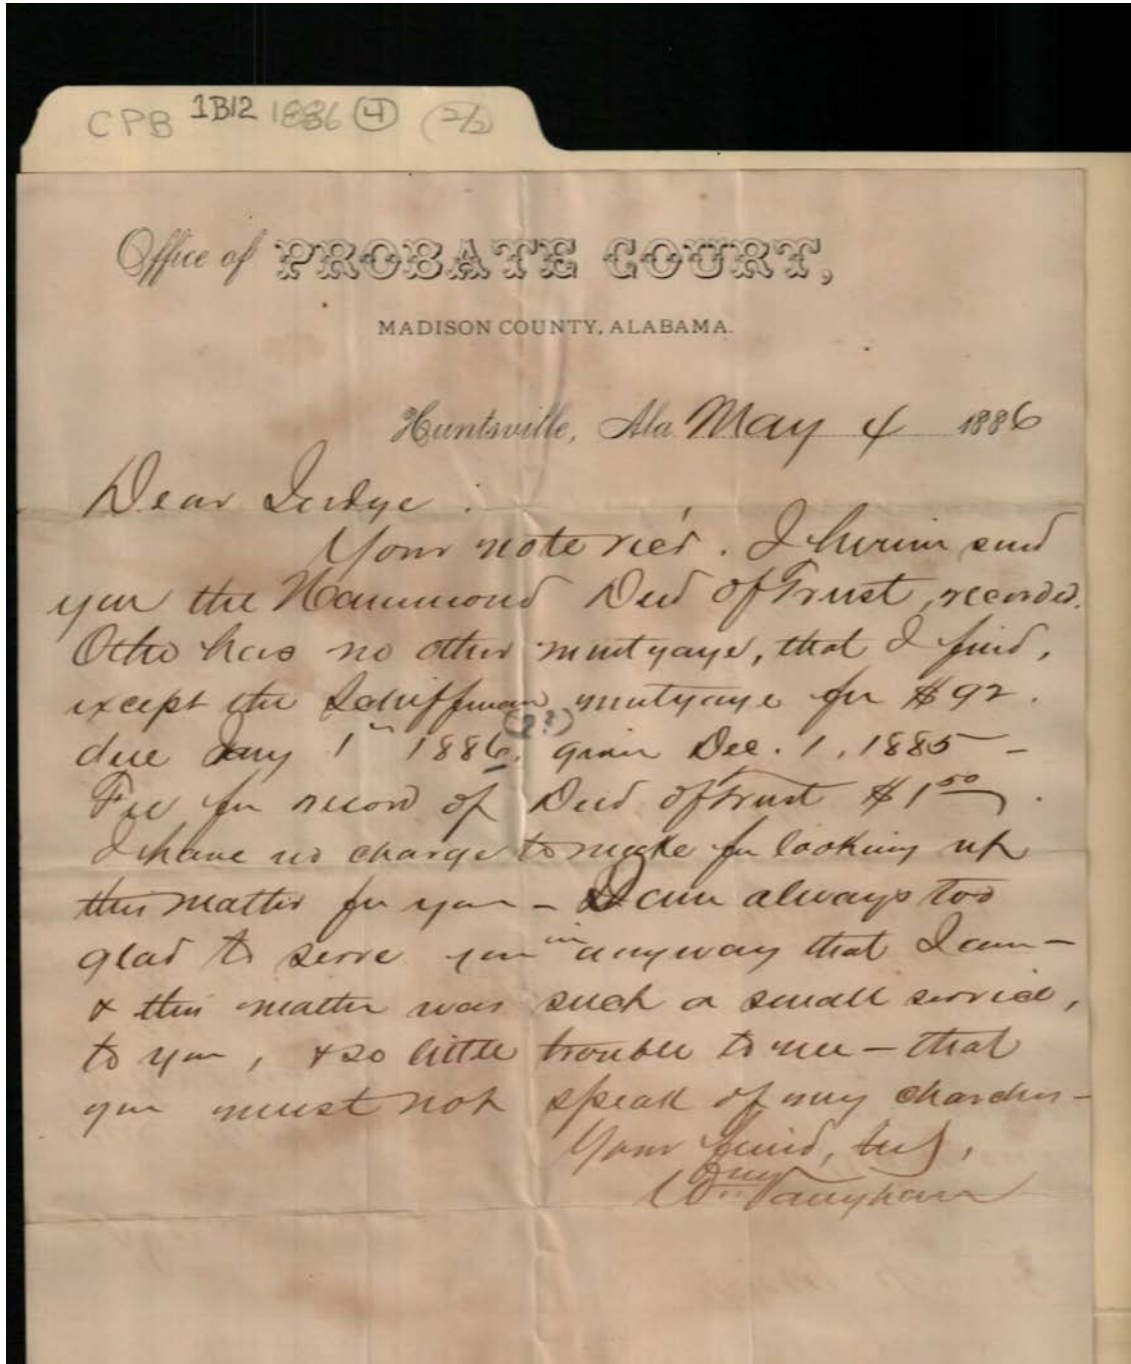 CPB 1B12 1886 (4) (2/2)
Office of PROBATE COURT,
MADISON COUNTY, ALABAMA.
Huntsville, Ala May 4 1886
Dear Judge :
Your note rec'd. I herein send
you the Hammond Deed of Trust, recorded.
Otho has no other mortgage, that I find,
except the Schiffman mortgage for $92.
(2?)
due Jany 1st 1886, given Dec. 1, 1885 -
Fee for record of Deed of Trust $1 50.
I have no charge to make for looking up
this matter for you - I am always too
glad to serve you in anyway that I can -
& this matter was such a small service,
to you, & so little trouble to me - that
you must not speak of my charges -
Your friend,
Vaughan